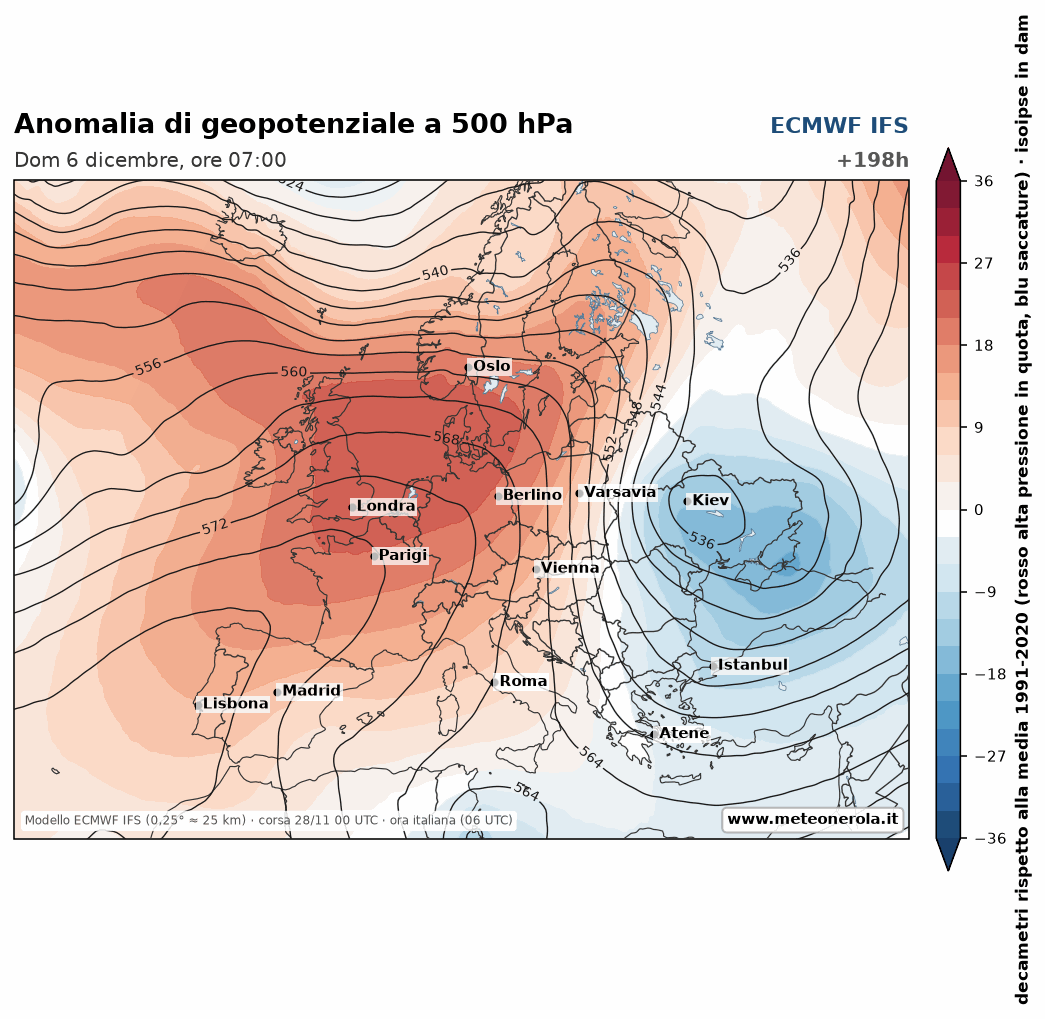 Anomalia di geopotenziale a 500 hPa
ECMWF IFS
Dom 6 dicembre, ore 07:00
+198h
524
536
540
556
560
Oslo
544
548
568
552
Berlino
Varsavia
Kiev
Londra
572
536
Parigi
Vienna
Istanbul
Roma
Madrid
Lisbona
Atene
564
564
Modello ECMWF IFS (0,25° ≈ 25 km) · corsa 28/11 00 UTC · ora italiana (06 UTC)
www.meteonerola.it
36
27
18
9
0
−9
−18
−27
−36
decametri rispetto alla media 1991-2020 (rosso alta pressione in quota, blu saccature) · isoipse in dam